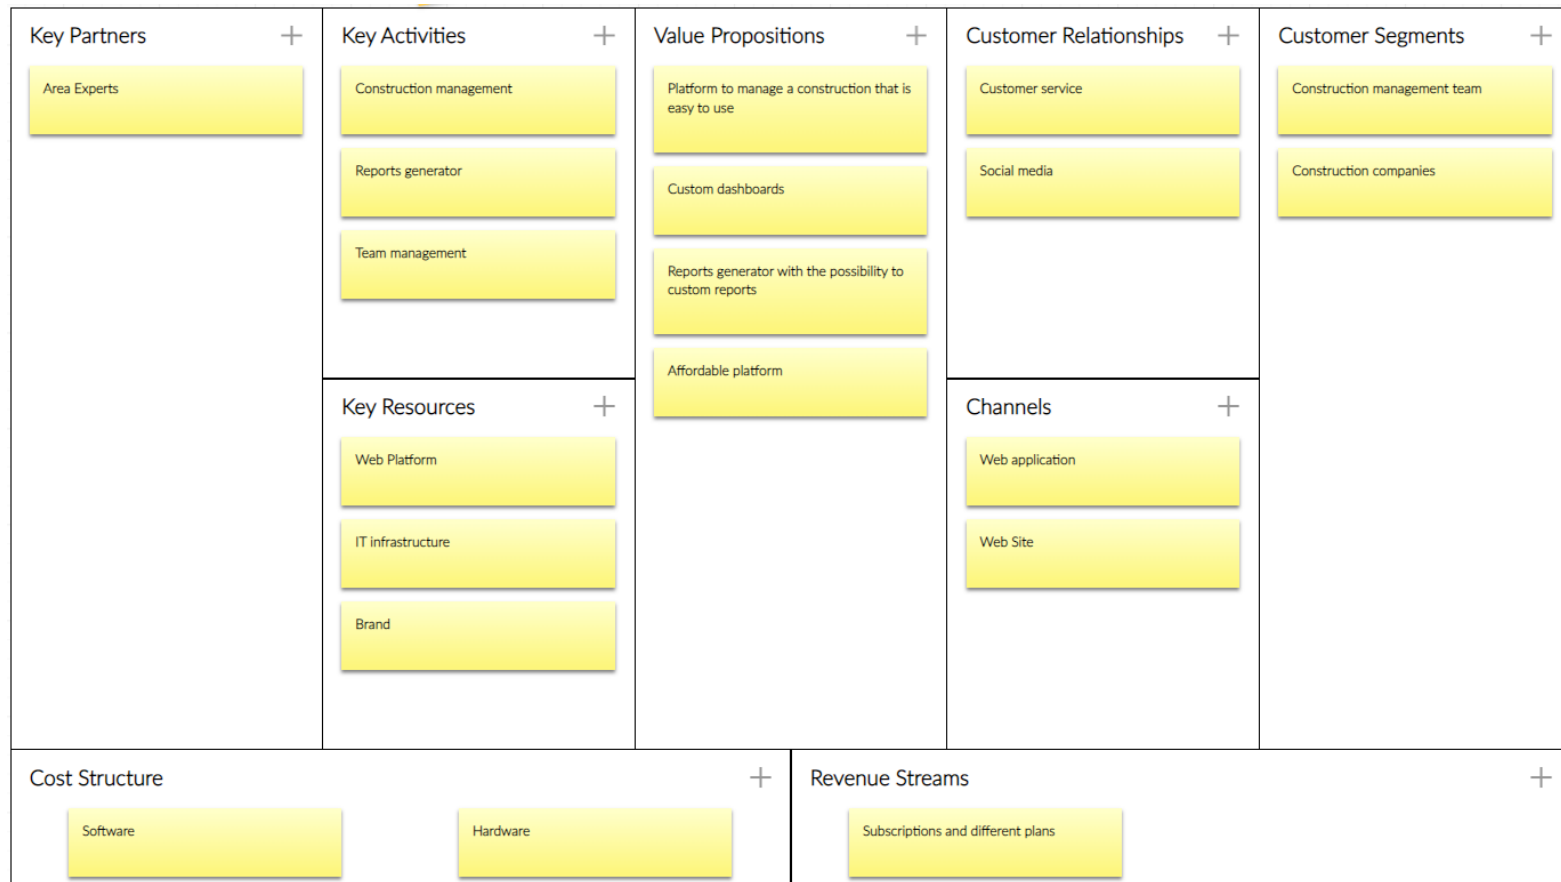 Key Partners
Area Experts
Key Activities
Construction management
Reports generator
Team management
Key Resources
Web Platform
IT infrastructure
Brand
Value Propositions
Platform to manage a construction that is
easy to use
Custom dashboards
Reports generator with the possibility to
custom reports
Affordable platform
Customer Relationships
Customer service
Social media
Channels
Web application
Web Site
Customer Segments
Construction management team
Construction companies
Cost Structure
Software
Hardware
Revenue Streams
Subscriptions and different plans